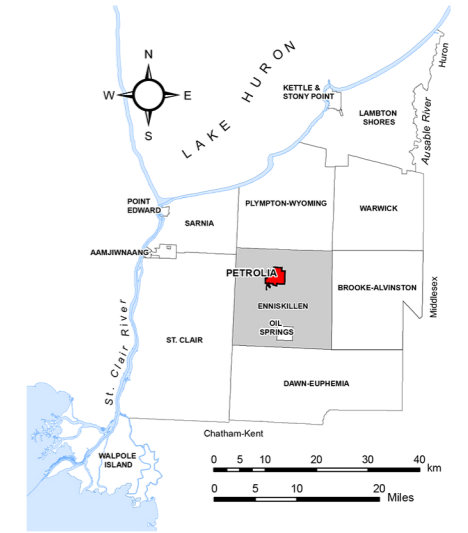 N
W E
S
LAKE HURON
KETTLE &
STONY POINT
LAMBTON
SHORES
Ausable River
Huron
POINT
EDWARD
SARNIA
PLYMPTON-WYOMING
WARWICK
AAMJIWNAANG
PETROLIA
ENNISKILLEN
OIL
SPRINGS
BROOKE-ALVINSTON
Middlesex
St. Clair River
ST. CLAIR
DAWN-EUPHEMIA
Chatham-Kent
WALPOLE
ISLAND
0 5 10 20 30 40 km
0 5 10 20 Miles